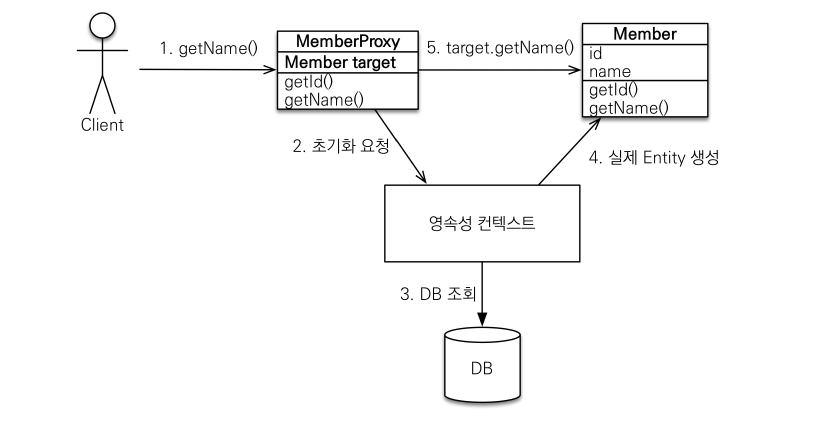 1. getName()
Client
MemberProxy
Member target
getId()
getName()
5. target.getName()
Member
id
name
getId()
getName()
2. 초기화 요청
4. 실제 Entity 생성
영속성 컨텍스트
3. DB 조회
DB